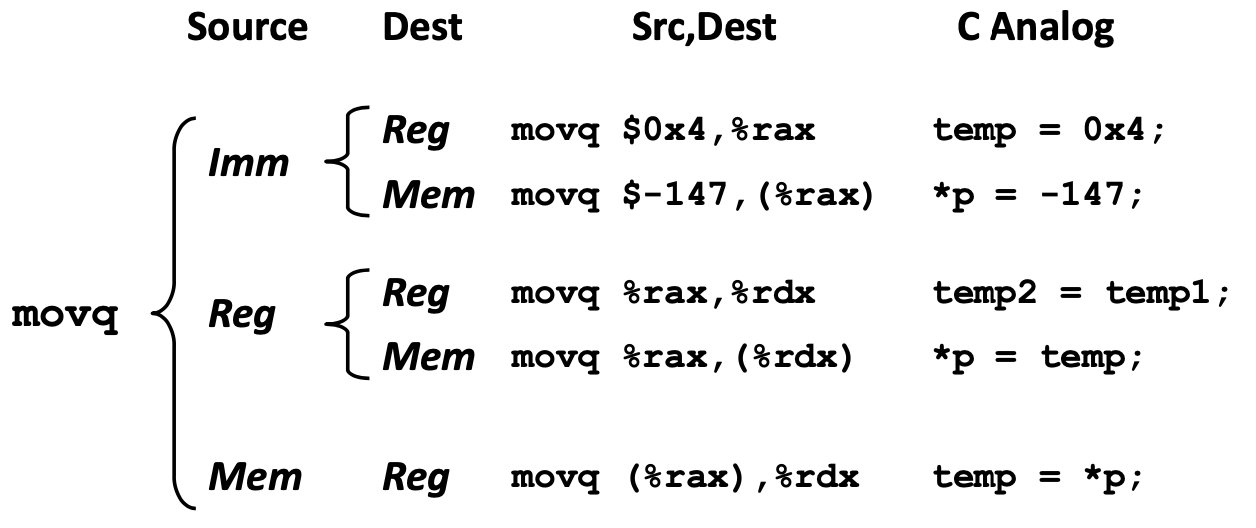 Source Dest Src,Dest C Analog
Reg movq $0x4,%rax temp = 0x4;
Imm
Mem movq $-147,(%rax) *p = -147;
Reg movq %rax,%rdx temp2 = temp1;
movq Reg
Mem movq %rax,(%rdx) *p = temp;
Mem Reg movq (%rax),%rdx temp = *p;